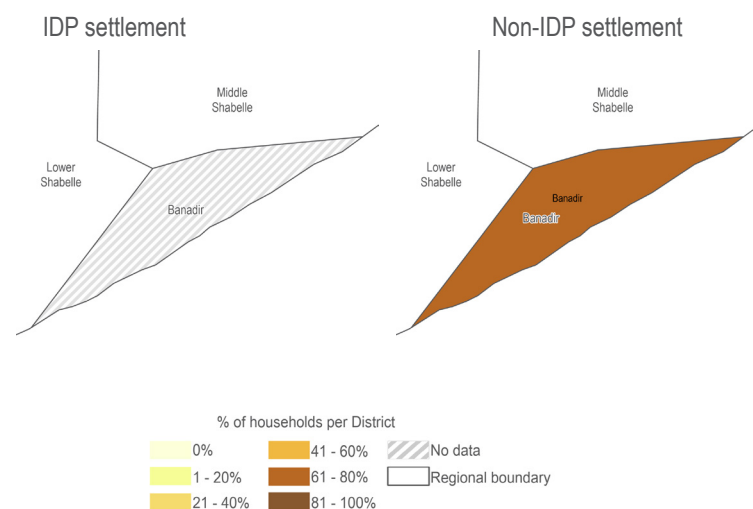 IDP settlement
Non-IDP settlement
Middle
Shabelle
Lower
Shabelle
Banadir
Middle
Shabelle
Lower
Shabelle
Banadir
Banadir
% of households per District
0%
1 - 20%
21 - 40%
41 - 60%
61 - 80%
81 - 100%
No data
Regional boundary